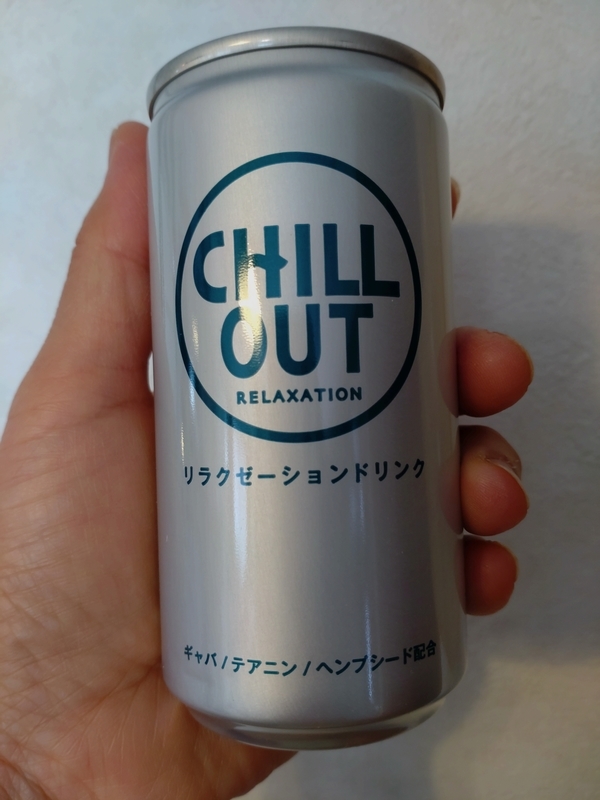 CHILL
OUT
RELAXATION
リラクゼーションドリンク
ギャバ / テアニン / ヘンプシード配合